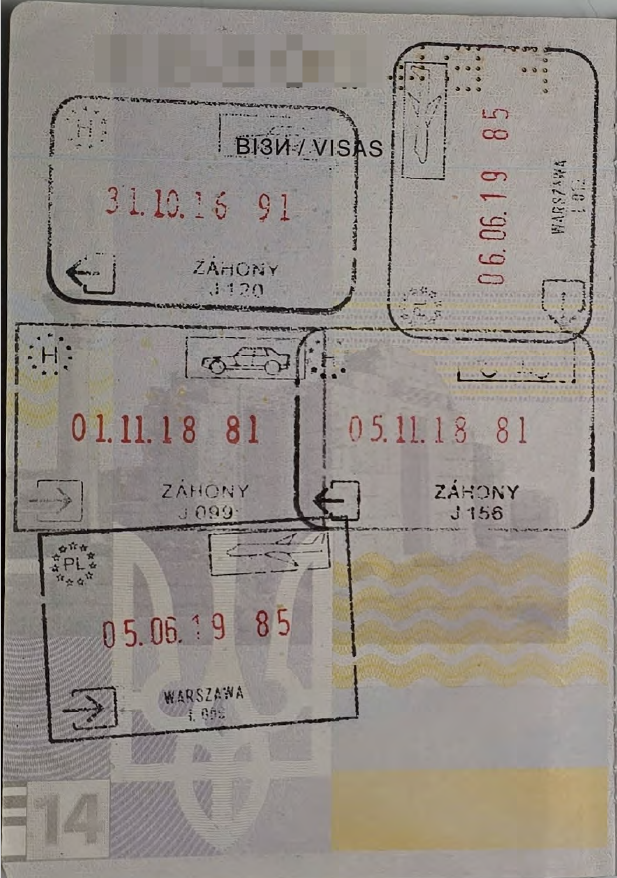 ВІЗИ / VISAS
H
31.10.16 91
ZÁHONY
J 120
06.06.19 85
WARSZAWA
PL
H
01.11.18 81
ZÁHONY
J 099
H
05.11.18 81
ZÁHONY
J 156
PL
05.06.19 85
WARSZAWA
14